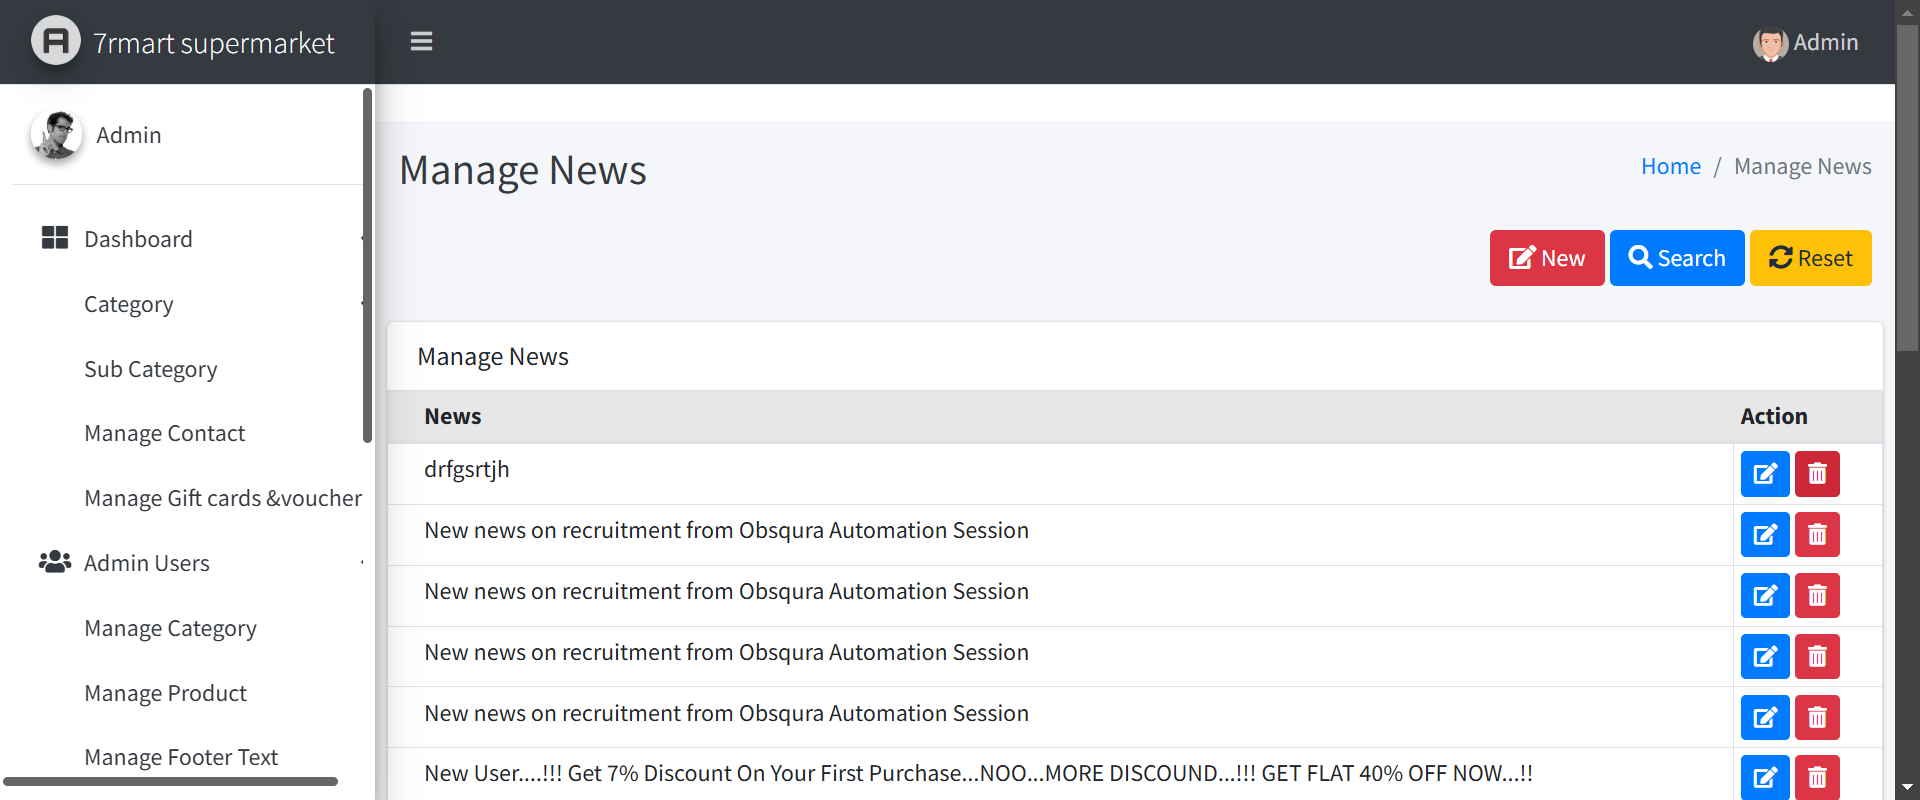 7rmart supermarket
Admin
Admin
Dashboard
Category
Sub Category
Manage Contact
Manage Gift cards &voucher
Admin Users
Manage Category
Manage Product
Manage Footer Text
Manage News
Home / Manage News
New Search Reset
Manage News
News Action
drfgsrtjh
New news on recruitment from Obsqura Automation Session
New news on recruitment from Obsqura Automation Session
New news on recruitment from Obsqura Automation Session
New news on recruitment from Obsqura Automation Session
New User....!!! Get 7% Discount On Your First Purchase...NOO...MORE DISCOUND...!!! GET FLAT 40% OFF NOW...!!